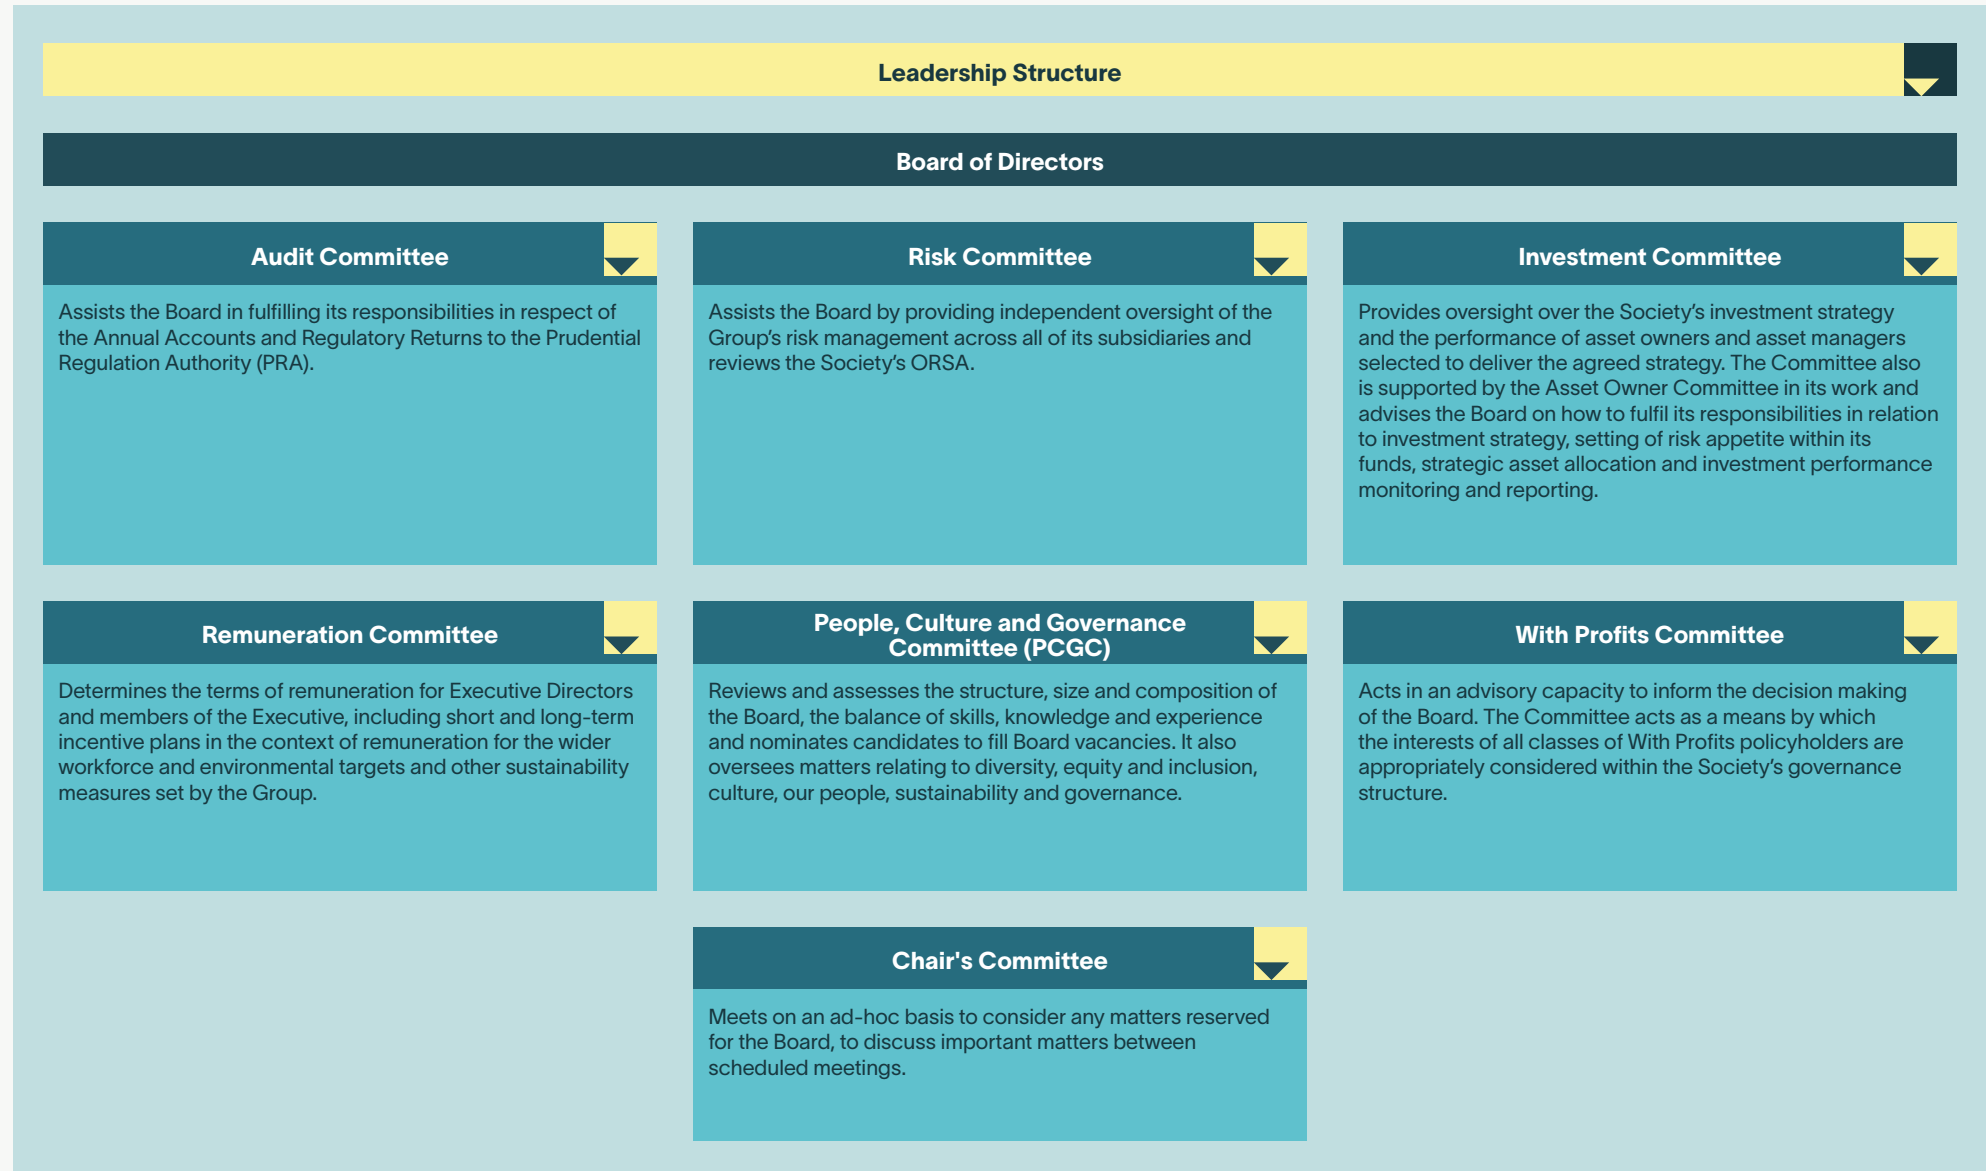 Leadership Structure
Board of Directors
Audit Committee
Assists the Board in fulfilling its responsibilities in respect of
the Annual Accounts and Regulatory Returns to the Prudential
Regulation Authority (PRA).
Risk Committee
Assists the Board by providing independent oversight of the
Group’s risk management across all of its subsidiaries and
reviews the Society’s ORSA.
Investment Committee
Provides oversight over the Society’s investment strategy
and the performance of asset owners and asset managers
selected to deliver the agreed strategy. The Committee also
is supported by the Asset Owner Committee in its work and
advises the Board on how to fulfil its responsibilities in relation
to investment strategy, setting of risk appetite within its
funds, strategic asset allocation and investment performance
monitoring and reporting.
Remuneration Committee
Determines the terms of remuneration for Executive Directors
and members of the Executive, including short and long-term
incentive plans in the context of remuneration for the wider
workforce and environmental targets and other sustainability
measures set by the Group.
People, Culture and Governance
Committee (PCGC)
Reviews and assesses the structure, size and composition of
the Board, the balance of skills, knowledge and experience
and nominates candidates to fill Board vacancies. It also
oversees matters relating to diversity, equity and inclusion,
culture, our people, sustainability and governance.
With Profits Committee
Acts in an advisory capacity to inform the decision making
of the Board. The Committee acts as a means by which
the interests of all classes of With Profits policyholders are
appropriately considered within the Society’s governance
structure.
Chair's Committee
Meets on an ad-hoc basis to consider any matters reserved
for the Board, to discuss important matters between
scheduled meetings.